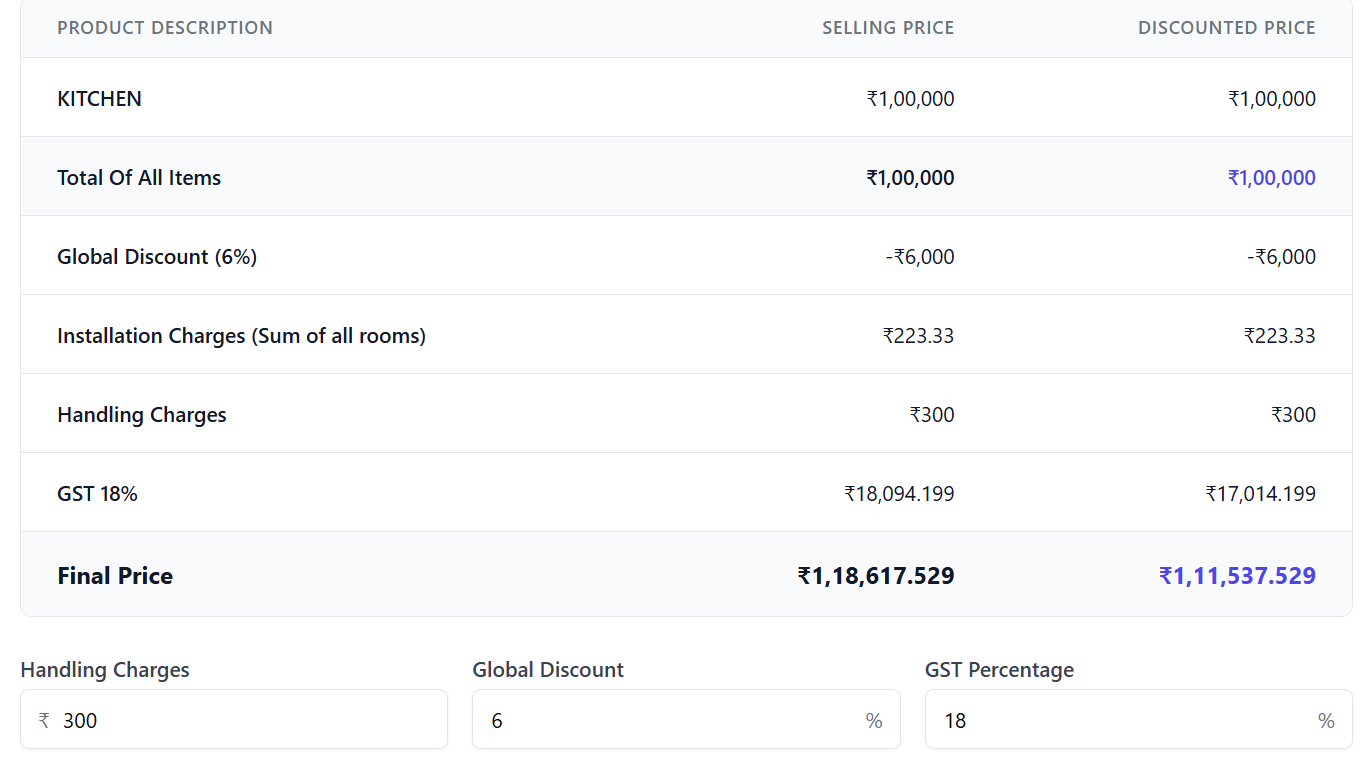 PRODUCT DESCRIPTION SELLING PRICE DISCOUNTED PRICE
KITCHEN ₹1,00,000 ₹1,00,000
Total Of All Items ₹1,00,000 ₹1,00,000
Global Discount (6%) -₹6,000 -₹6,000
Installation Charges (Sum of all rooms) ₹223.33 ₹223.33
Handling Charges ₹300 ₹300
GST 18% ₹18,094.199 ₹17,014.199
Final Price ₹1,18,617.529 ₹1,11,537.529
Handling Charges Global Discount GST Percentage
₹ 300 6 % 18 %